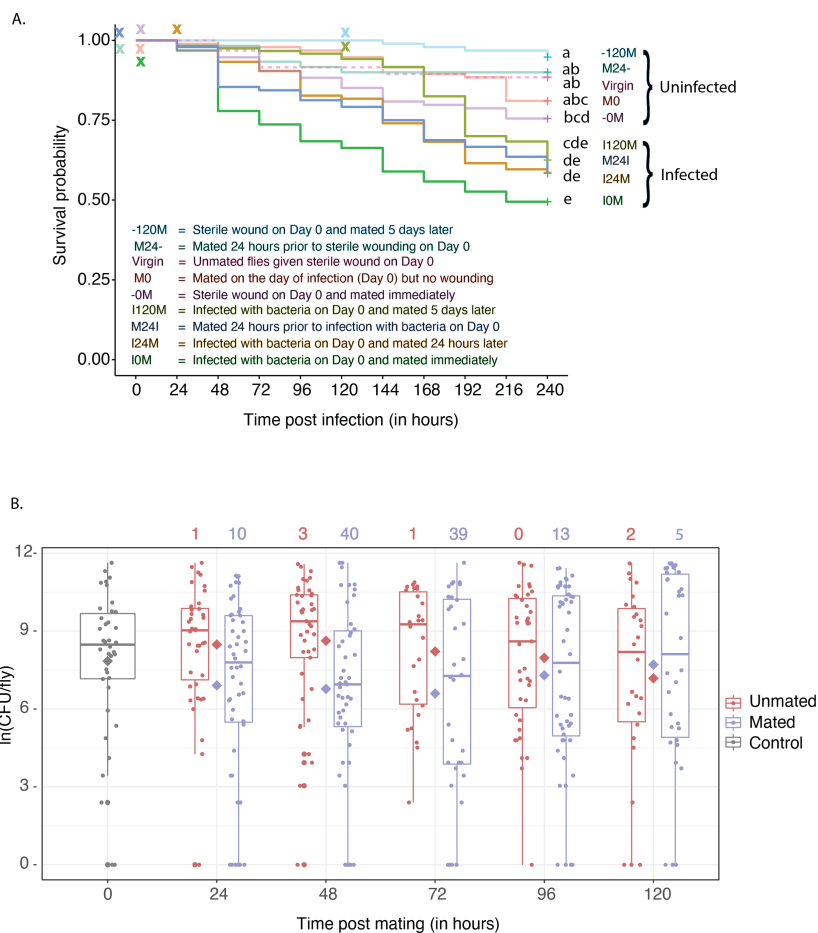 A.
x x x x
x x x x
1.00
0.75
0.50
0.25
0.00
Survival probability
a -120M
ab M24-
ab Virgin
abc M0
bcd -0M
Uninfected
cde I120M
de M24I
de I24M
e I0M
Infected
-120M = Sterile wound on Day 0 and mated 5 days later
M24- = Mated 24 hours prior to sterile wounding on Day 0
Virgin = Unmated flies given sterile wound on Day 0
M0 = Mated on the day of infection (Day 0) but no wounding
-0M = Sterile wound on Day 0 and mated immediately
I120M = Infected with bacteria on Day 0 and mated 5 days later
M24I = Mated 24 hours prior to infection with bacteria on Day 0
I24M = Infected with bacteria on Day 0 and mated 24 hours later
I0M = Infected with bacteria on Day 0 and mated immediately
0 24 48 72 96 120 144 168 192 216 240
Time post infection (in hours)
B.
1 10 3 40 1 39 0 13 2 5
12-
9-
6-
3-
0-
ln(CFU/fly)
Unmated
Mated
Control
0 24 48 72 96 120
Time post mating (in hours)